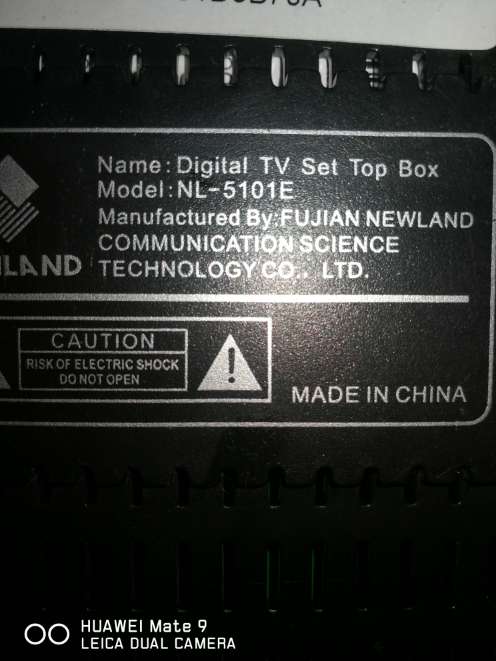 Name: Digital TV Set Top Box
Model: NL-5101E
Manufactured By: FUJIAN NEWLAND
COMMUNICATION SCIENCE
TECHNOLOGY CO., LTD.
CAUTION
RISK OF ELECTRIC SHOCK
DO NOT OPEN
MADE IN CHINA
HUAWEI Mate 9
LEICA DUAL CAMERA